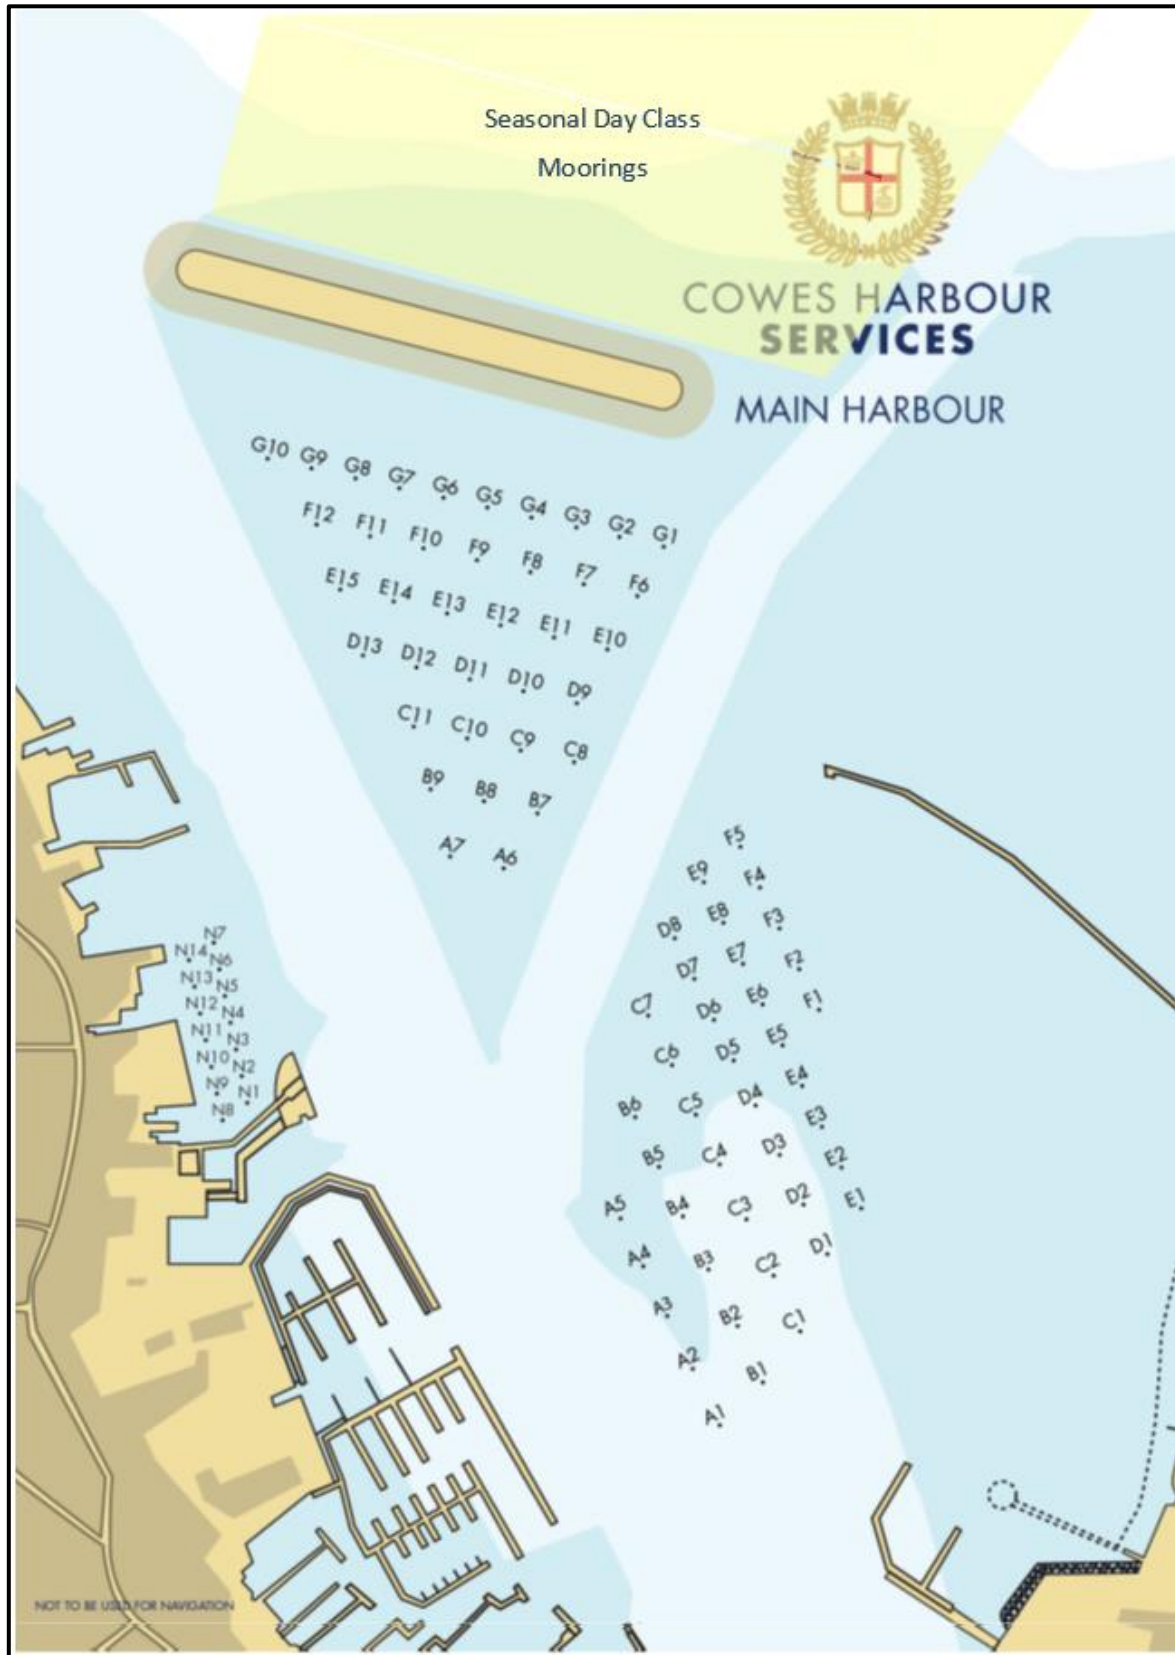 Seasonal Day Class
Moorings
COWES HARBOUR
SERVICES
MAIN HARBOUR
G10 G9 G8 G7 G6 G5 G4 G3 G2 G1
F12 F11 F10 F9 F8 F7 F6
E15 E14 E13 E12 E11 E10
D13 D12 D11 D10 D9
C11 C10 C9 C8
B9 B8 B7
A7 A6
F5
E9 F4
D8 E8 F3
D7 E7 F2
C7 D6 E6 F1
C6 D5 E5
B6 C5 D4 E4
B5 C4 D3 E3
A5 B4 C3 D2 E2
A4 B3 C2 D1 E1
A3 B2 C1
A2 B1
A1
N7
N14 N6
N13 N5
N12 N4
N11 N3
N10 N2
N9 N1
N8
NOT TO BE USED FOR NAVIGATION